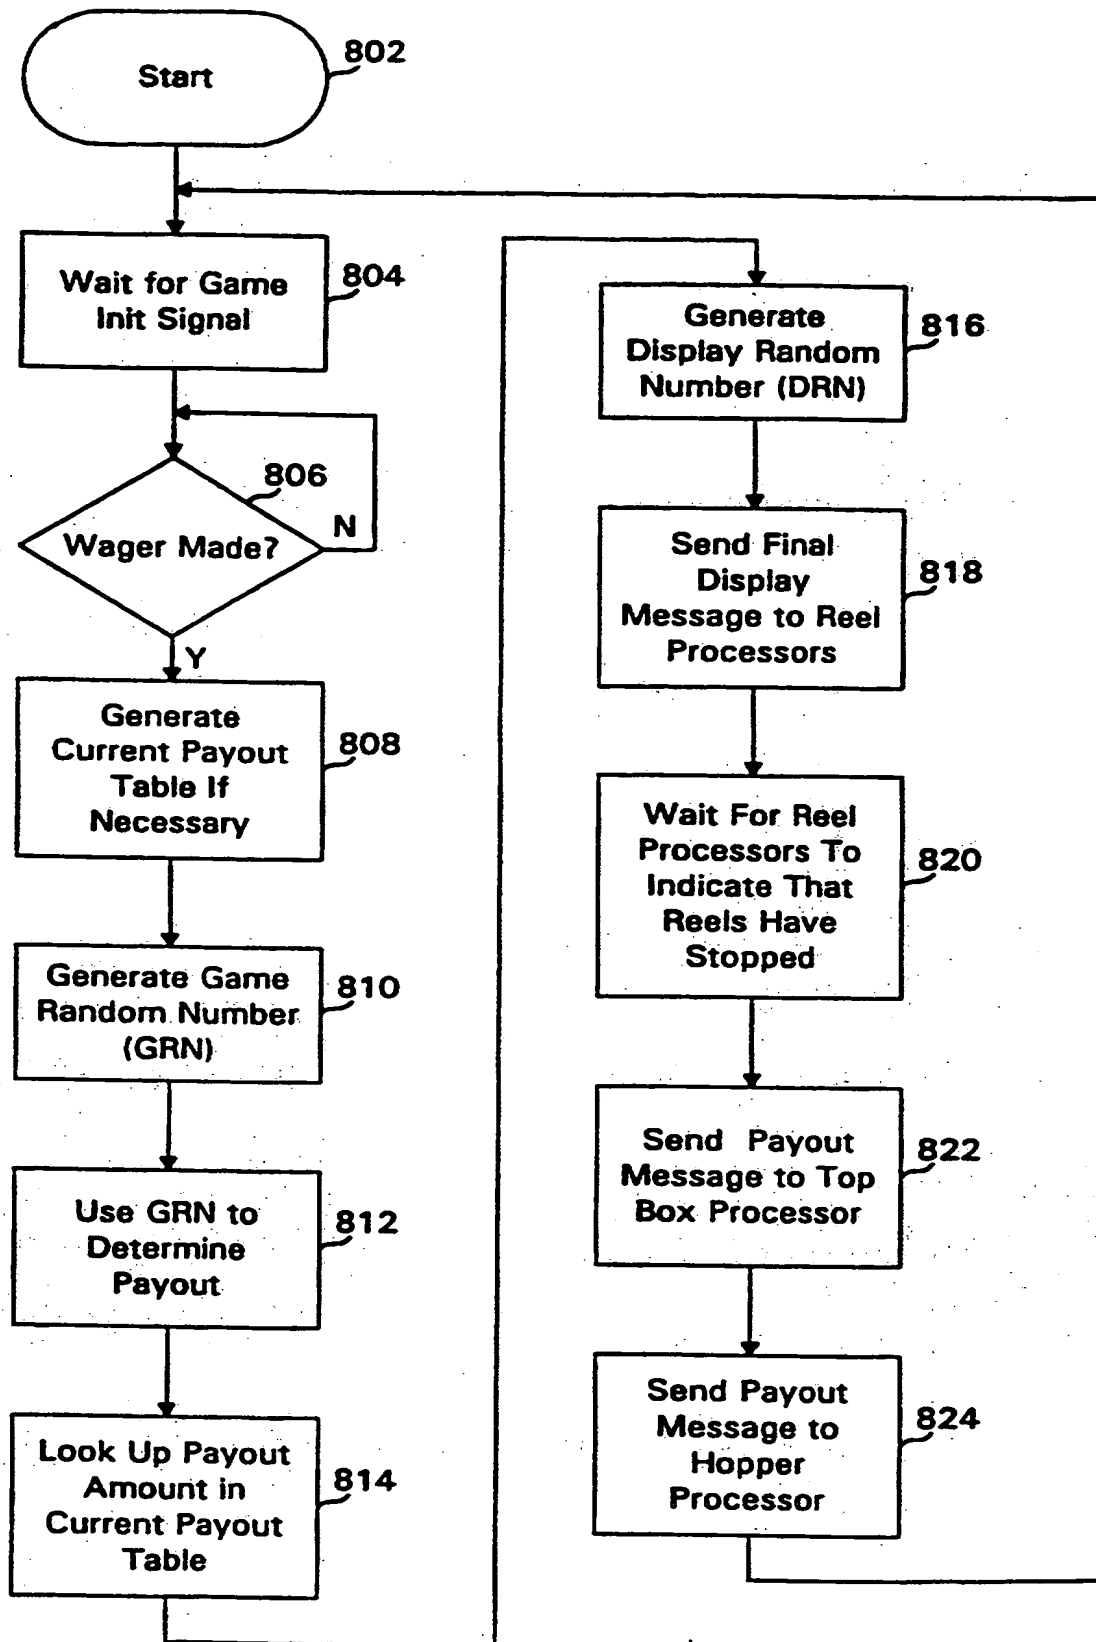 Start
802
Wait for Game
Init Signal
804
Wager Made?
806
N
Y
Generate
Current Payout
Table If
Necessary
808
Generate Game
Random Number
(GRN)
810
Use GRN to
Determine
Payout
812
Look Up Payout
Amount in
Current Payout
Table
814
Generate
Display Random
Number (DRN)
816
Send Final
Display
Message to Reel
Processors
818
Wait For Reel
Processors To
Indicate That
Reels Have
Stopped
820
Send Payout
Message to Top
Box Processor
822
Send Payout
Message to
Hopper
Processor
824